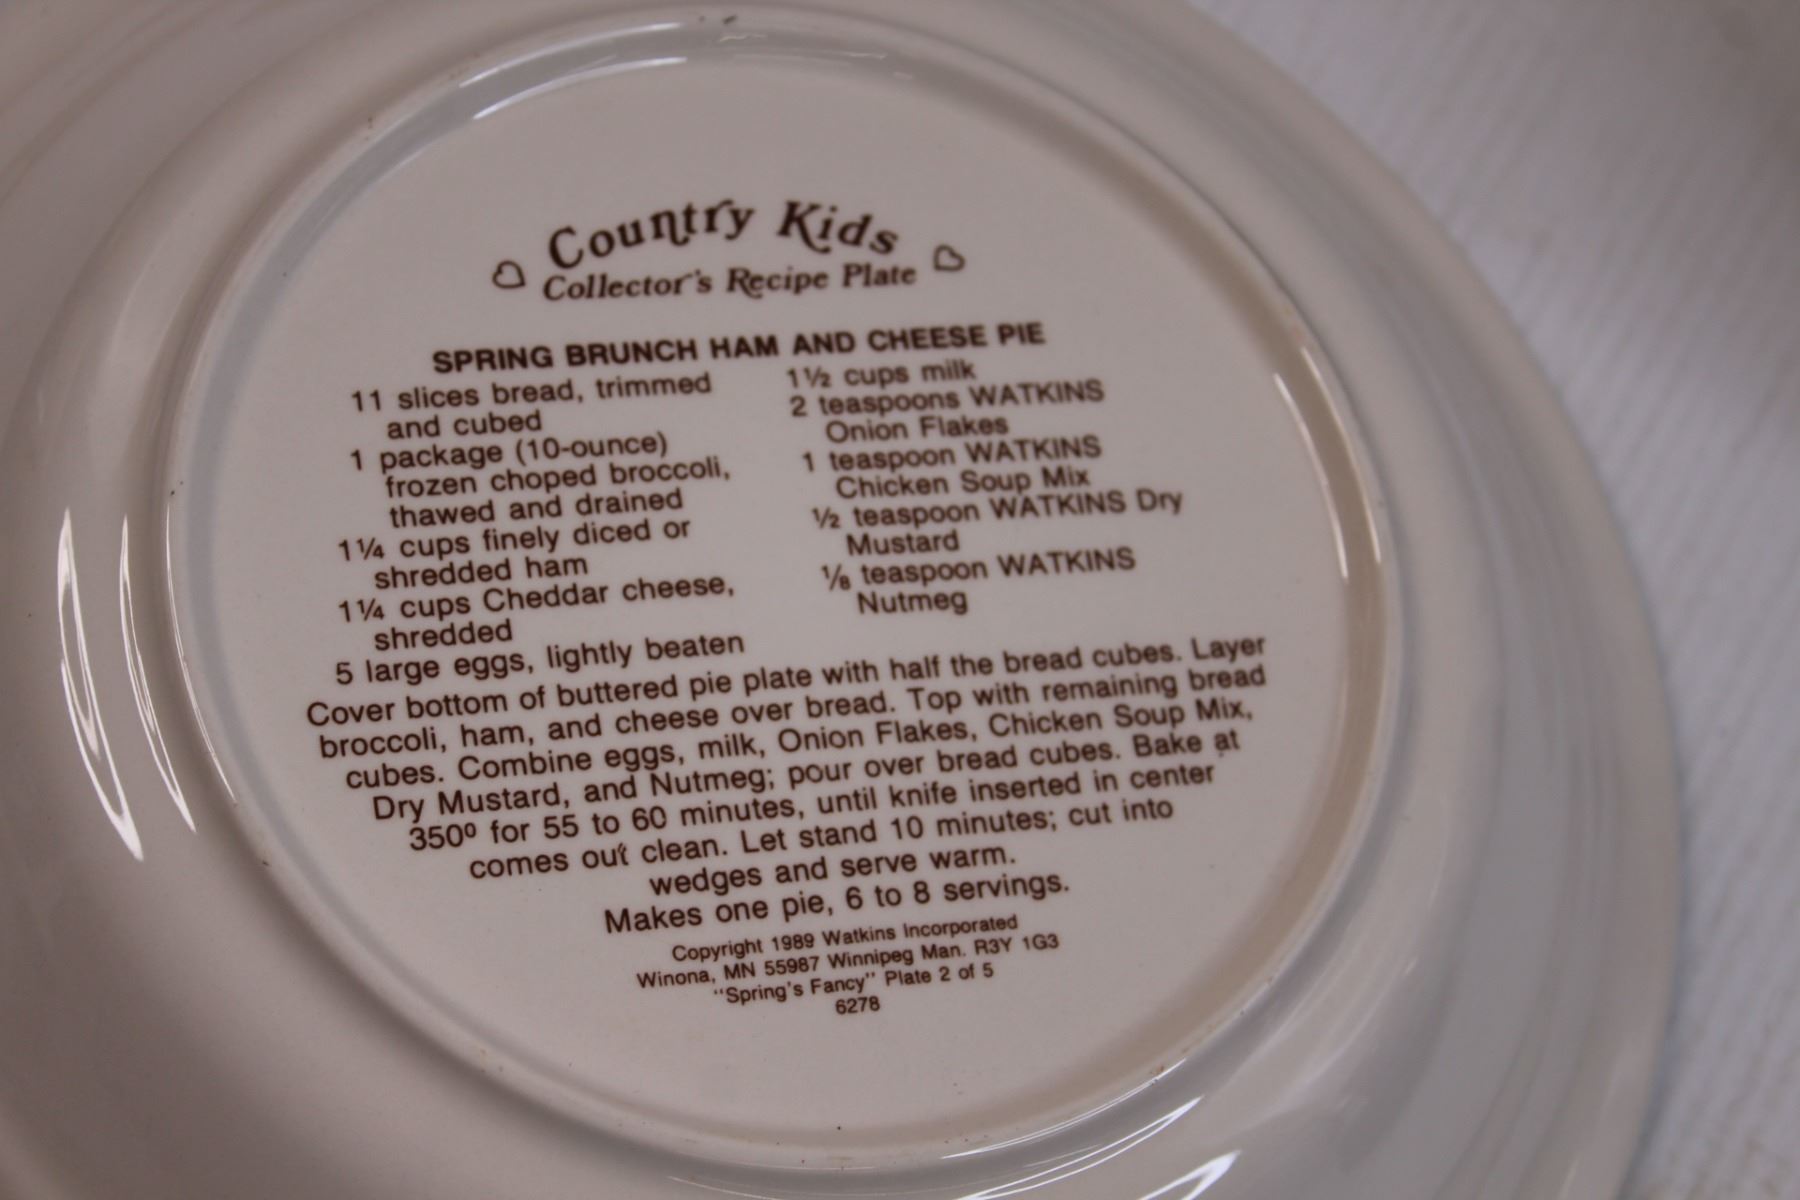 Country Kids
Collector's Recipe Plate
SPRING BRUNCH HAM AND CHEESE PIE
11 slices bread, trimmed
and cubed
1 package (10-ounce)
frozen choped broccoli,
thawed and drained
1¼ cups finely diced or
shredded ham
1¼ cups Cheddar cheese,
shredded
5 large eggs, lightly beaten
1½ cups milk
2 teaspoons WATKINS
Onion Flakes
1 teaspoon WATKINS
Chicken Soup Mix
½ teaspoon WATKINS Dry
Mustard
⅛ teaspoon WATKINS
Nutmeg
Cover bottom of buttered pie plate with half the bread cubes. Layer
broccoli, ham, and cheese over bread. Top with remaining bread
cubes. Combine eggs, milk, Onion Flakes, Chicken Soup Mix,
Dry Mustard, and Nutmeg; pour over bread cubes. Bake at
350º for 55 to 60 minutes, until knife inserted in center
comes out clean. Let stand 10 minutes; cut into
wedges and serve warm.
Makes one pie, 6 to 8 servings.
Copyright 1989 Watkins Incorporated
Winona, MN 55987 Winnipeg Man. R3Y 1G3
"Spring's Fancy" Plate 2 of 5
6278